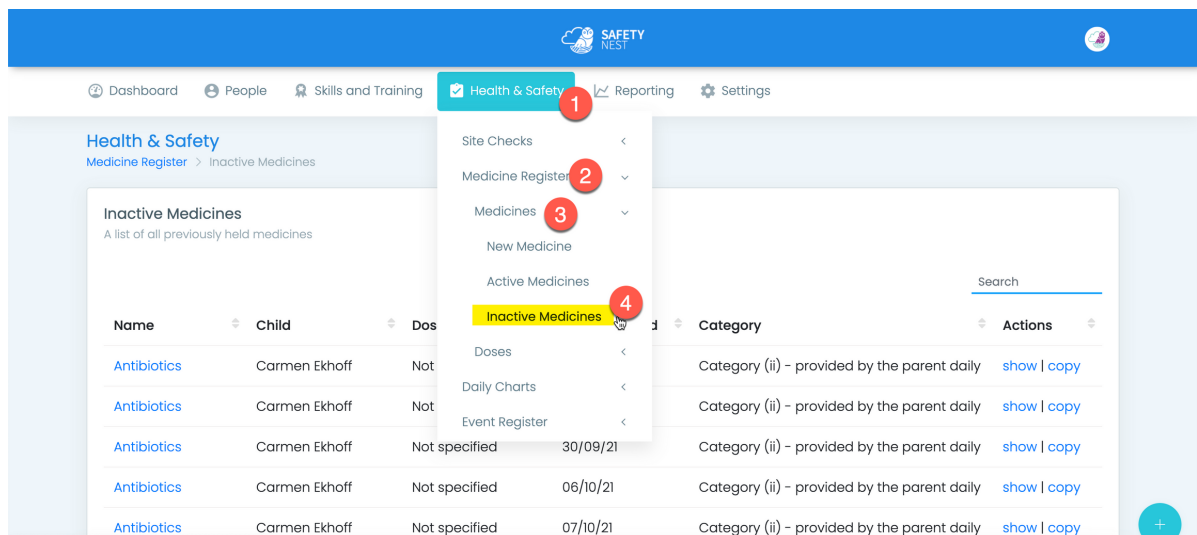 SAFETY
NEST
Dashboard People Skills and Training Health & Safety Reporting Settings
1
Health & Safety
Medicine Register > Inactive Medicines
Site Checks
Medicine Register 2
Medicines 3
New Medicine
Active Medicines
Inactive Medicines 4
Doses
Daily Charts
Event Register
Inactive Medicines
A list of all previously held medicines
Search
Name Child Dos d Category Actions
Antibiotics Carmen Ekhoff Not Category (ii) - provided by the parent daily show | copy
Antibiotics Carmen Ekhoff Not Category (ii) - provided by the parent daily show | copy
Antibiotics Carmen Ekhoff Not specified 30/09/21 Category (ii) - provided by the parent daily show | copy
Antibiotics Carmen Ekhoff Not specified 06/10/21 Category (ii) - provided by the parent daily show | copy
Antibiotics Carmen Ekhoff Not specified 07/10/21 Category (ii) - provided by the parent daily show | copy